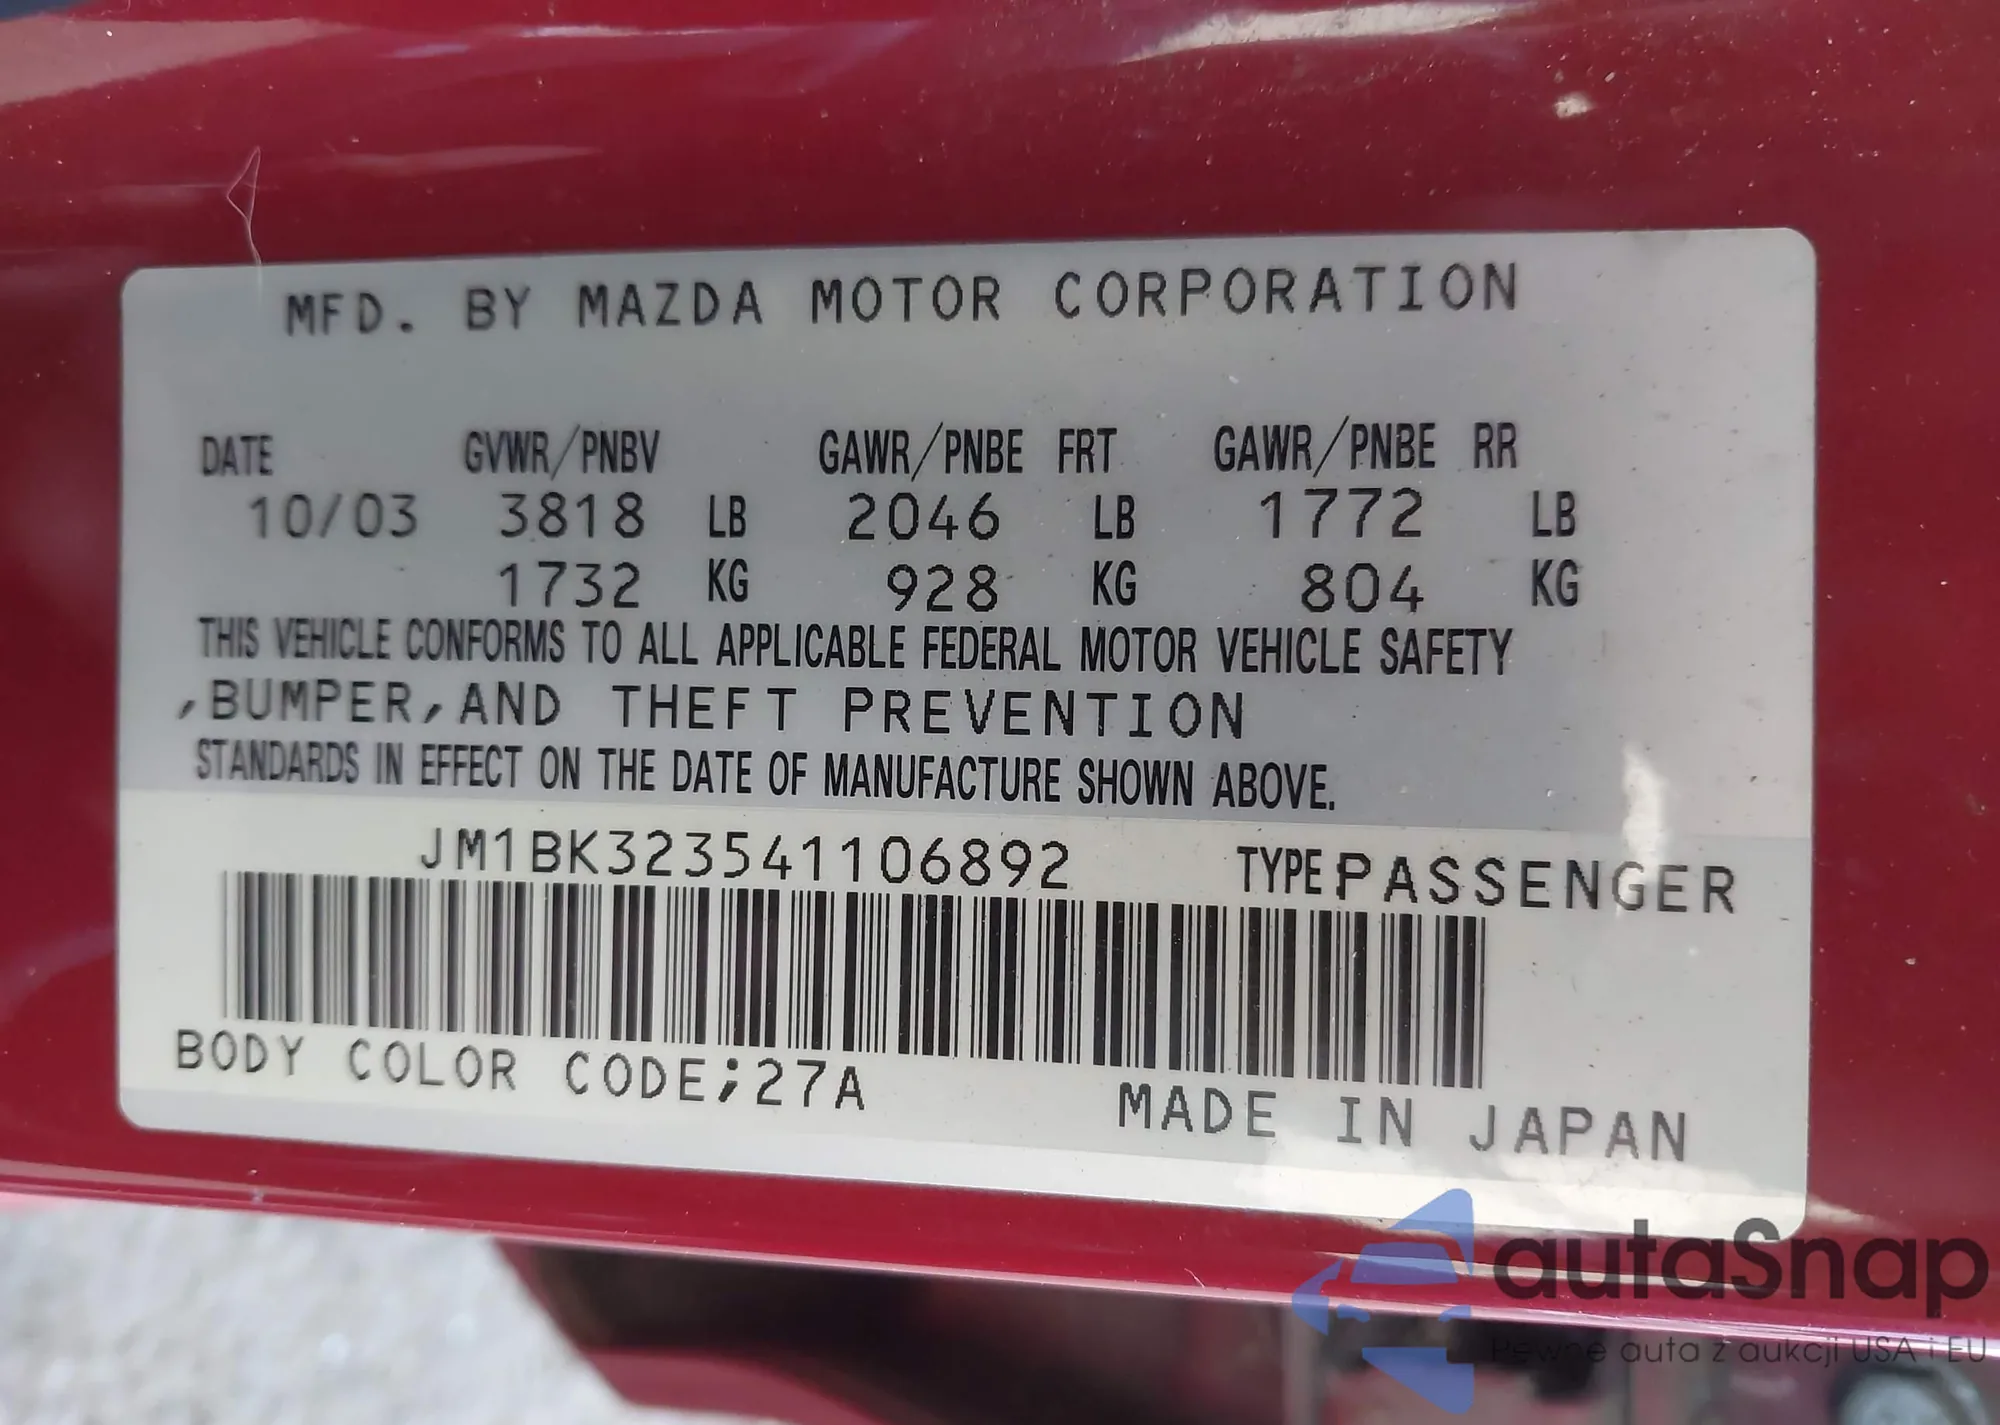 MFD. BY MAZDA MOTOR CORPORATION
DATE GVWR/PNBV GAWR/PNBE FRT GAWR/PNBE RR
10/03 3818 LB 2046 LB 1772 LB
1732 KG 928 KG 804 KG
THIS VEHICLE CONFORMS TO ALL APPLICABLE FEDERAL MOTOR VEHICLE SAFETY
,BUMPER,AND THEFT PREVENTION
STANDARDS IN EFFECT ON THE DATE OF MANUFACTURE SHOWN ABOVE.
JM1BK323541106892 TYPE PASSENGER
BODY COLOR CODE;27A
MADE IN JAPAN
autaSnap
Pewne auta z aukcji USA i EU